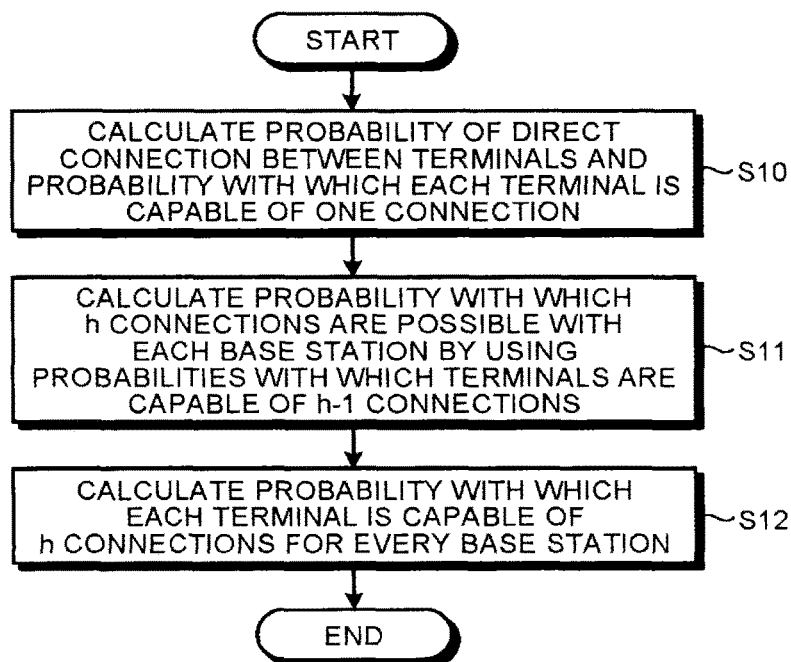 START
CALCULATE PROBABILITY OF DIRECT
CONNECTION BETWEEN TERMINALS AND
PROBABILITY WITH WHICH EACH TERMINAL IS
CAPABLE OF ONE CONNECTION
S10
CALCULATE PROBABILITY WITH WHICH
h CONNECTIONS ARE POSSIBLE WITH
EACH BASE STATION BY USING
PROBABILITIES WITH WHICH TERMINALS ARE
CAPABLE OF h-1 CONNECTIONS
S11
CALCULATE PROBABILITY WITH WHICH
EACH TERMINAL IS CAPABLE OF
h CONNECTIONS FOR EVERY BASE STATION
S12
END